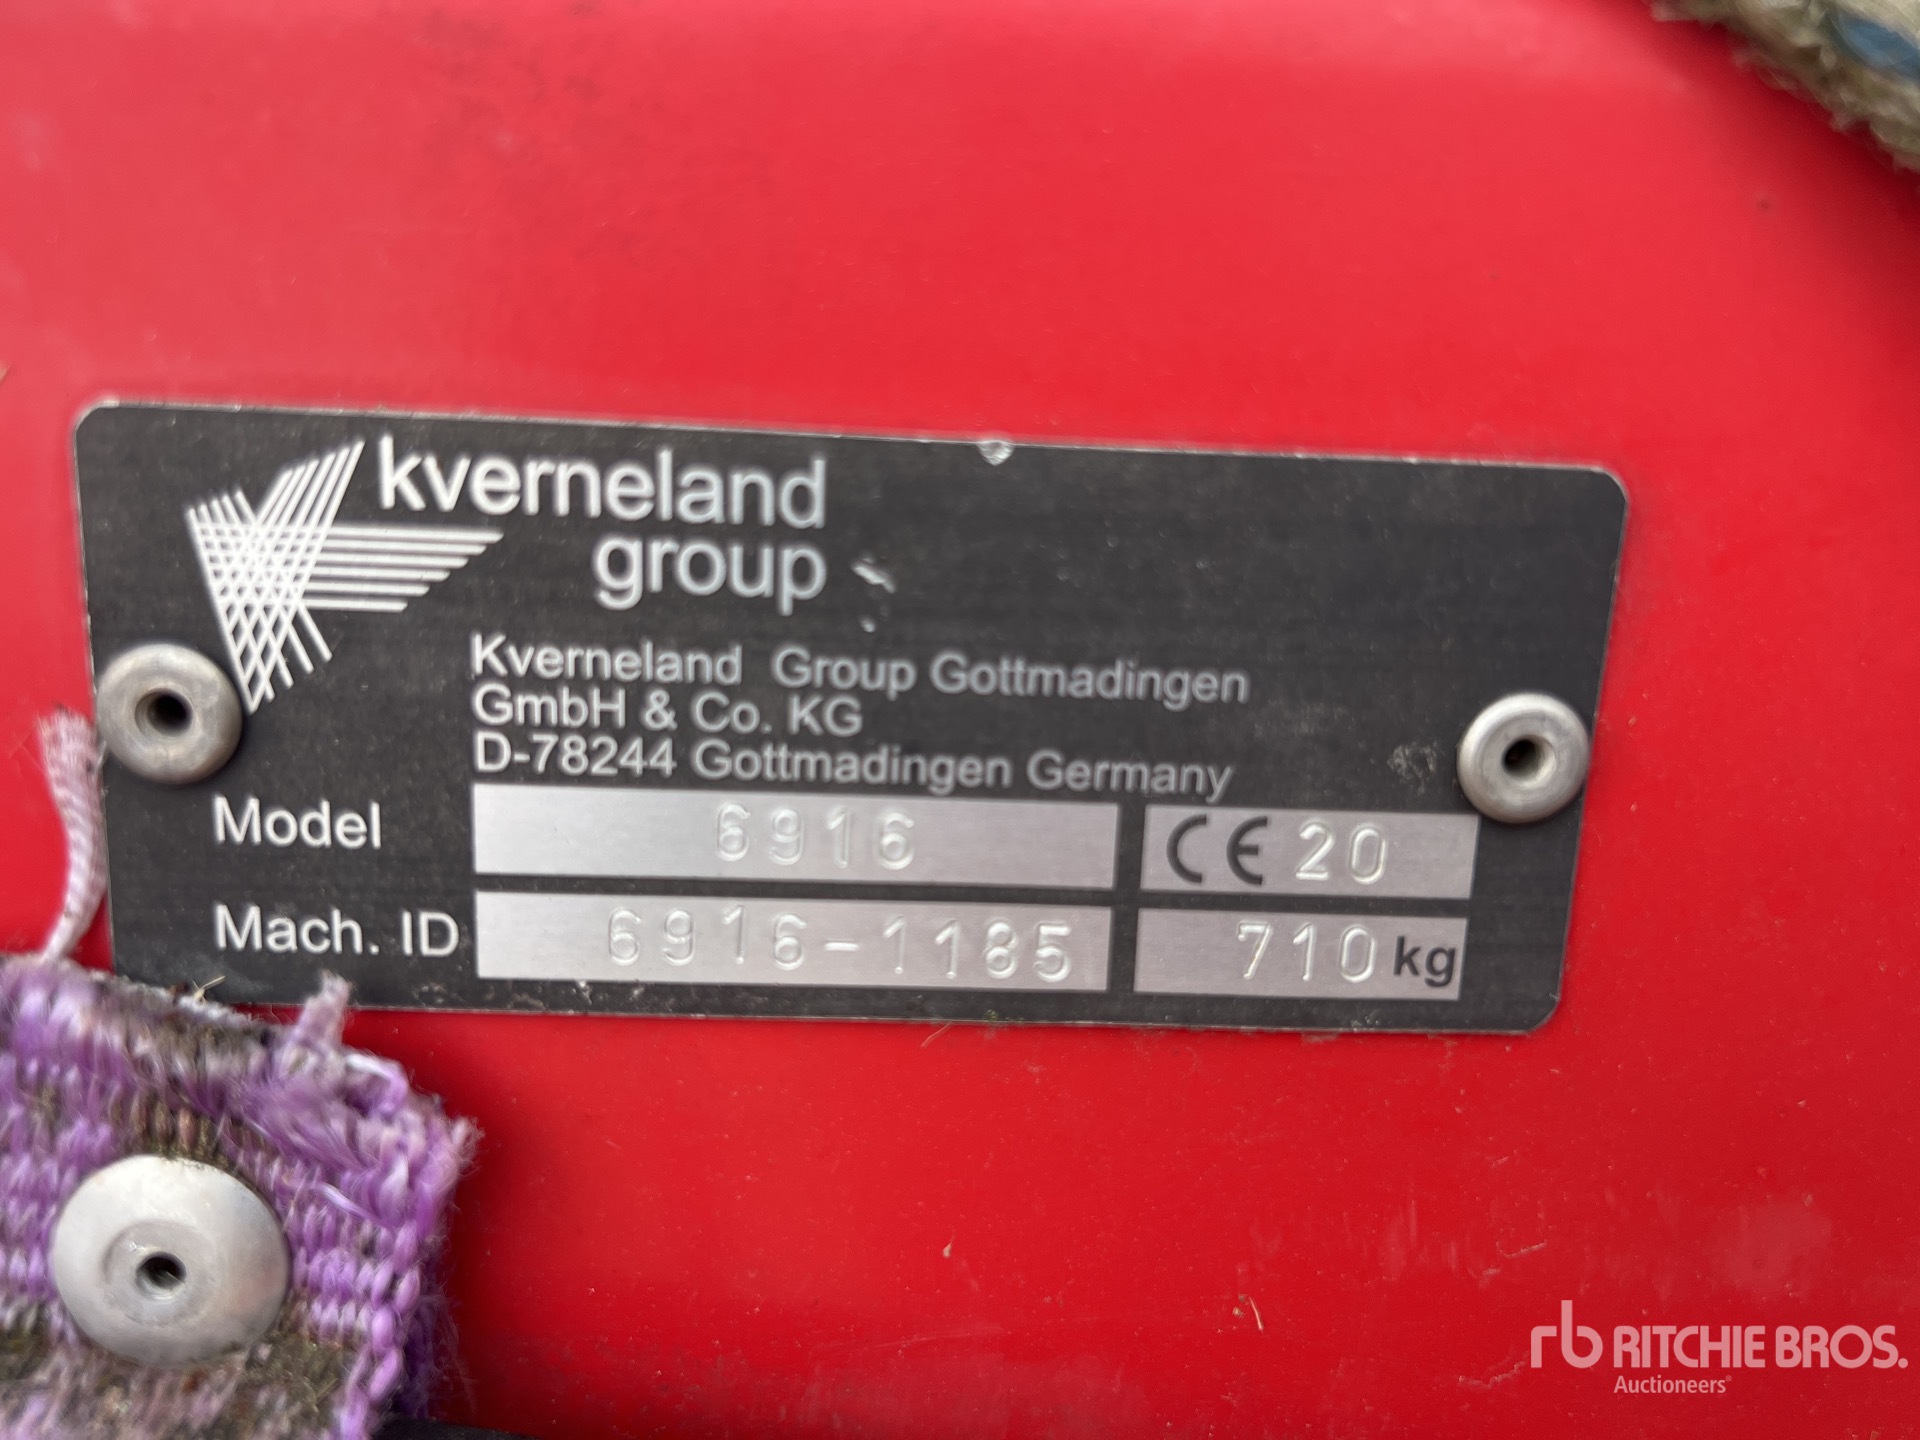 kverneland
group
Kverneland Group Gottmadingen
GmbH & Co. KG
D-78244 Gottmadingen Germany
Model 6916 CE 20
Mach. ID 6916-1185 710 kg
rb RITCHIE BROS.
Auctioneers